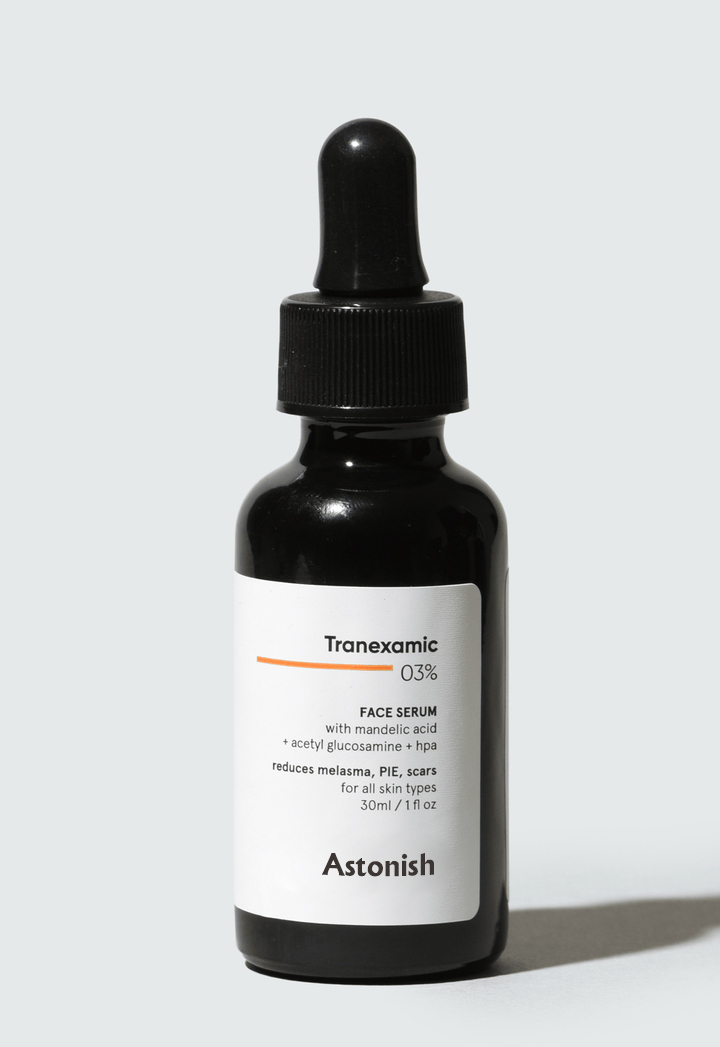 Tranexamic
03%
FACE SERUM
with mandelic acid
+ acetyl glucosamine + hpa
reduces melasma, PIE, scars
for all skin types
30ml / 1 fl oz
Astonish